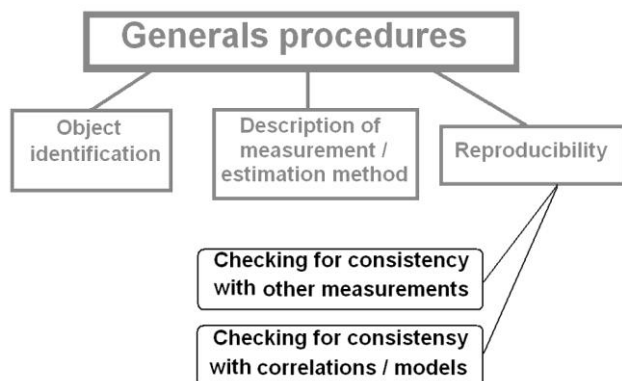 Generals procedures
Object
identification
Description of
measurement /
estimation method
Reproducibility
Checking for consistency
with other measurements
Checking for consistensy
with correlations / models